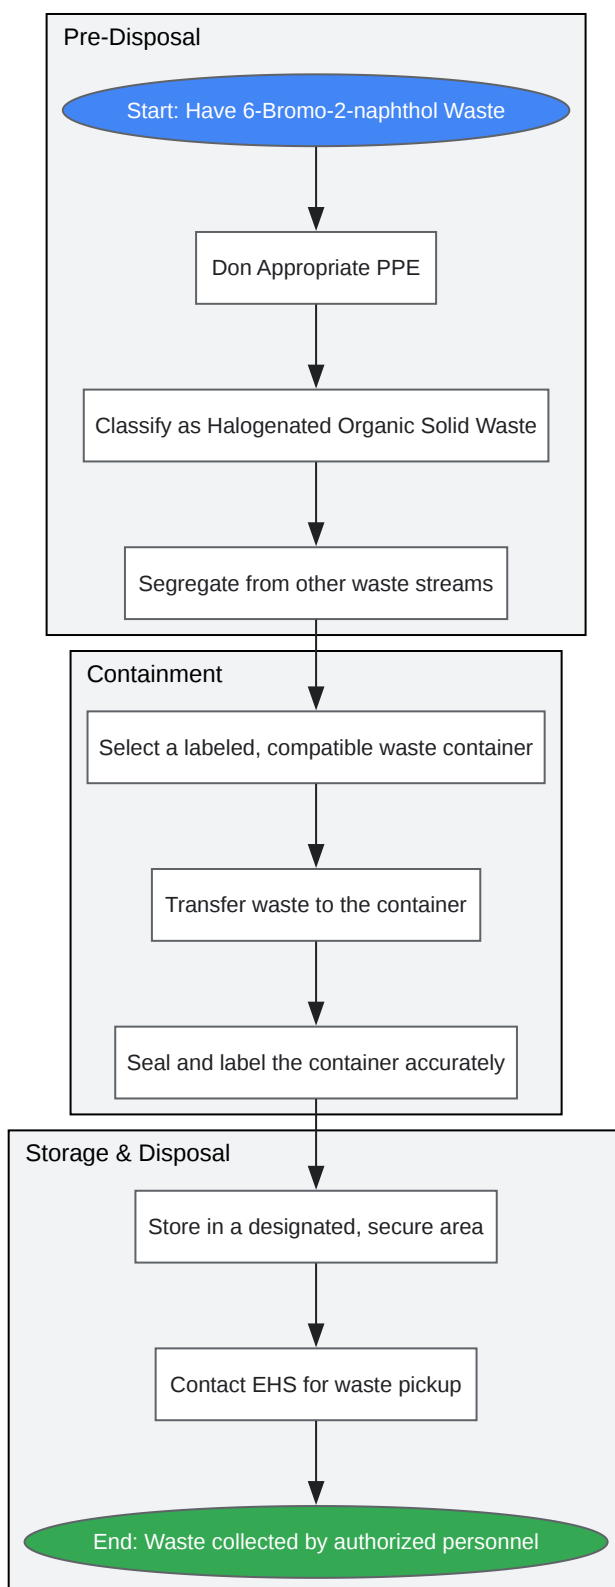 Pre-Disposal
Start: Have 6-Bromo-2-naphthol Waste
Don Appropriate PPE
Classify as Halogenated Organic Solid Waste
Segregate from other waste streams
Containment
Select a labeled, compatible waste container
Transfer waste to the container
Seal and label the container accurately
Storage & Disposal
Store in a designated, secure area
Contact EHS for waste pickup
End: Waste collected by authorized personnel